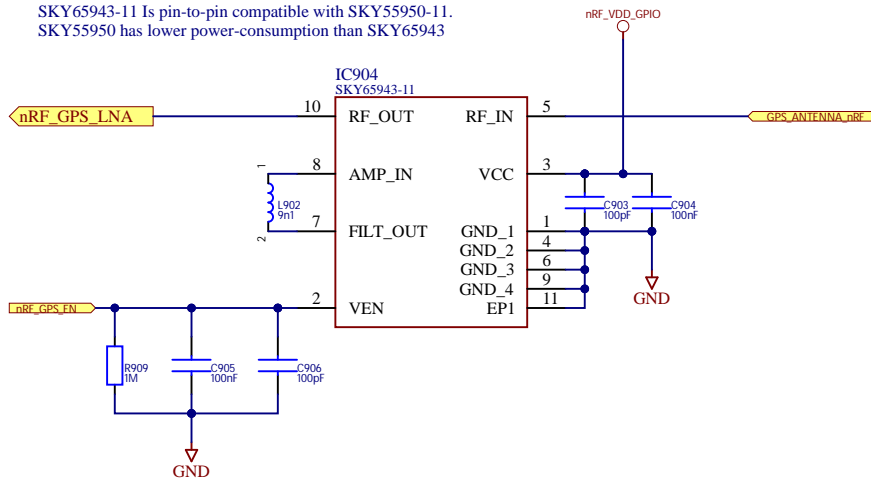 SKY65943-11 Is pin-to-pin compatible with SKY55950-11.
SKY55950 has lower power-consumption than SKY65943
nRF_VDD_GPIO
IC904
SKY65943-11
nRF_GPS_LNA
10
RF_OUT
RF_IN
5
GPS_ANTENNA_nRF
1
8
AMP_IN
VCC
3
L902
9n1
C903
100pF
C904
100nF
2
7
FILT_OUT
GND_1
1
GND_2
4
GND_3
6
GND_4
9
EP1
11
GND
nRF_GPS_EN
2
VEN
R909
1M
C905
100nF
C906
100pF
GND